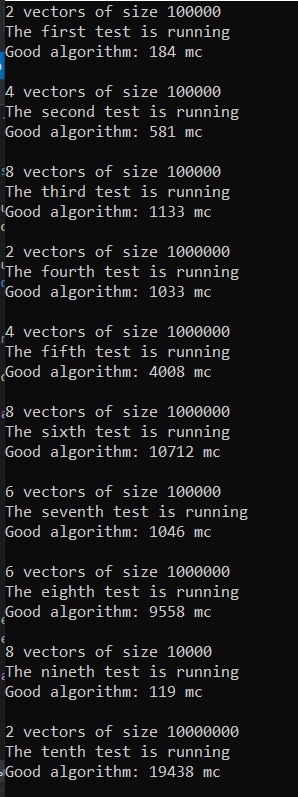 2 vectors of size 100000
The first test is running
Good algorithm: 184 mc
4 vectors of size 100000
The second test is running
Good algorithm: 581 mc
8 vectors of size 100000
The third test is running
Good algorithm: 1133 mc
2 vectors of size 1000000
The fourth test is running
Good algorithm: 1033 mc
4 vectors of size 1000000
The fifth test is running
Good algorithm: 4008 mc
8 vectors of size 1000000
The sixth test is running
Good algorithm: 10712 mc
6 vectors of size 100000
The seventh test is running
Good algorithm: 1046 mc
6 vectors of size 1000000
The eighth test is running
Good algorithm: 9558 mc
8 vectors of size 10000
The nineth test is running
Good algorithm: 119 mc
2 vectors of size 10000000
The tenth test is running
Good algorithm: 19438 mc